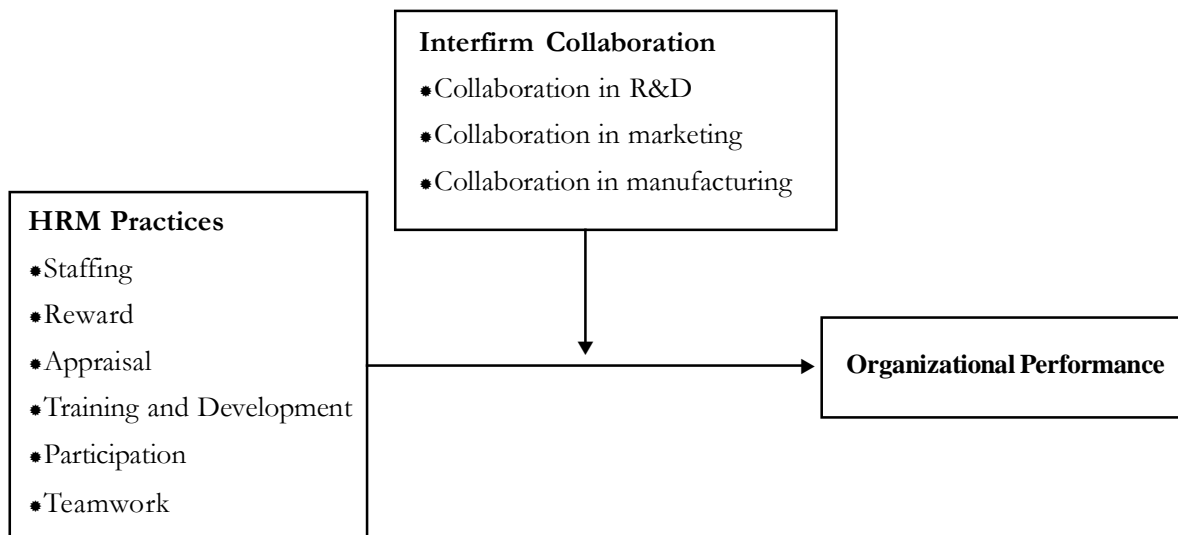 Interfirm Collaboration
•Collaboration in R&D
•Collaboration in marketing
•Collaboration in manufacturing
HRM Practices
•Staffing
•Reward
•Appraisal
•Training and Development
•Participation
•Teamwork
Organizational Performance